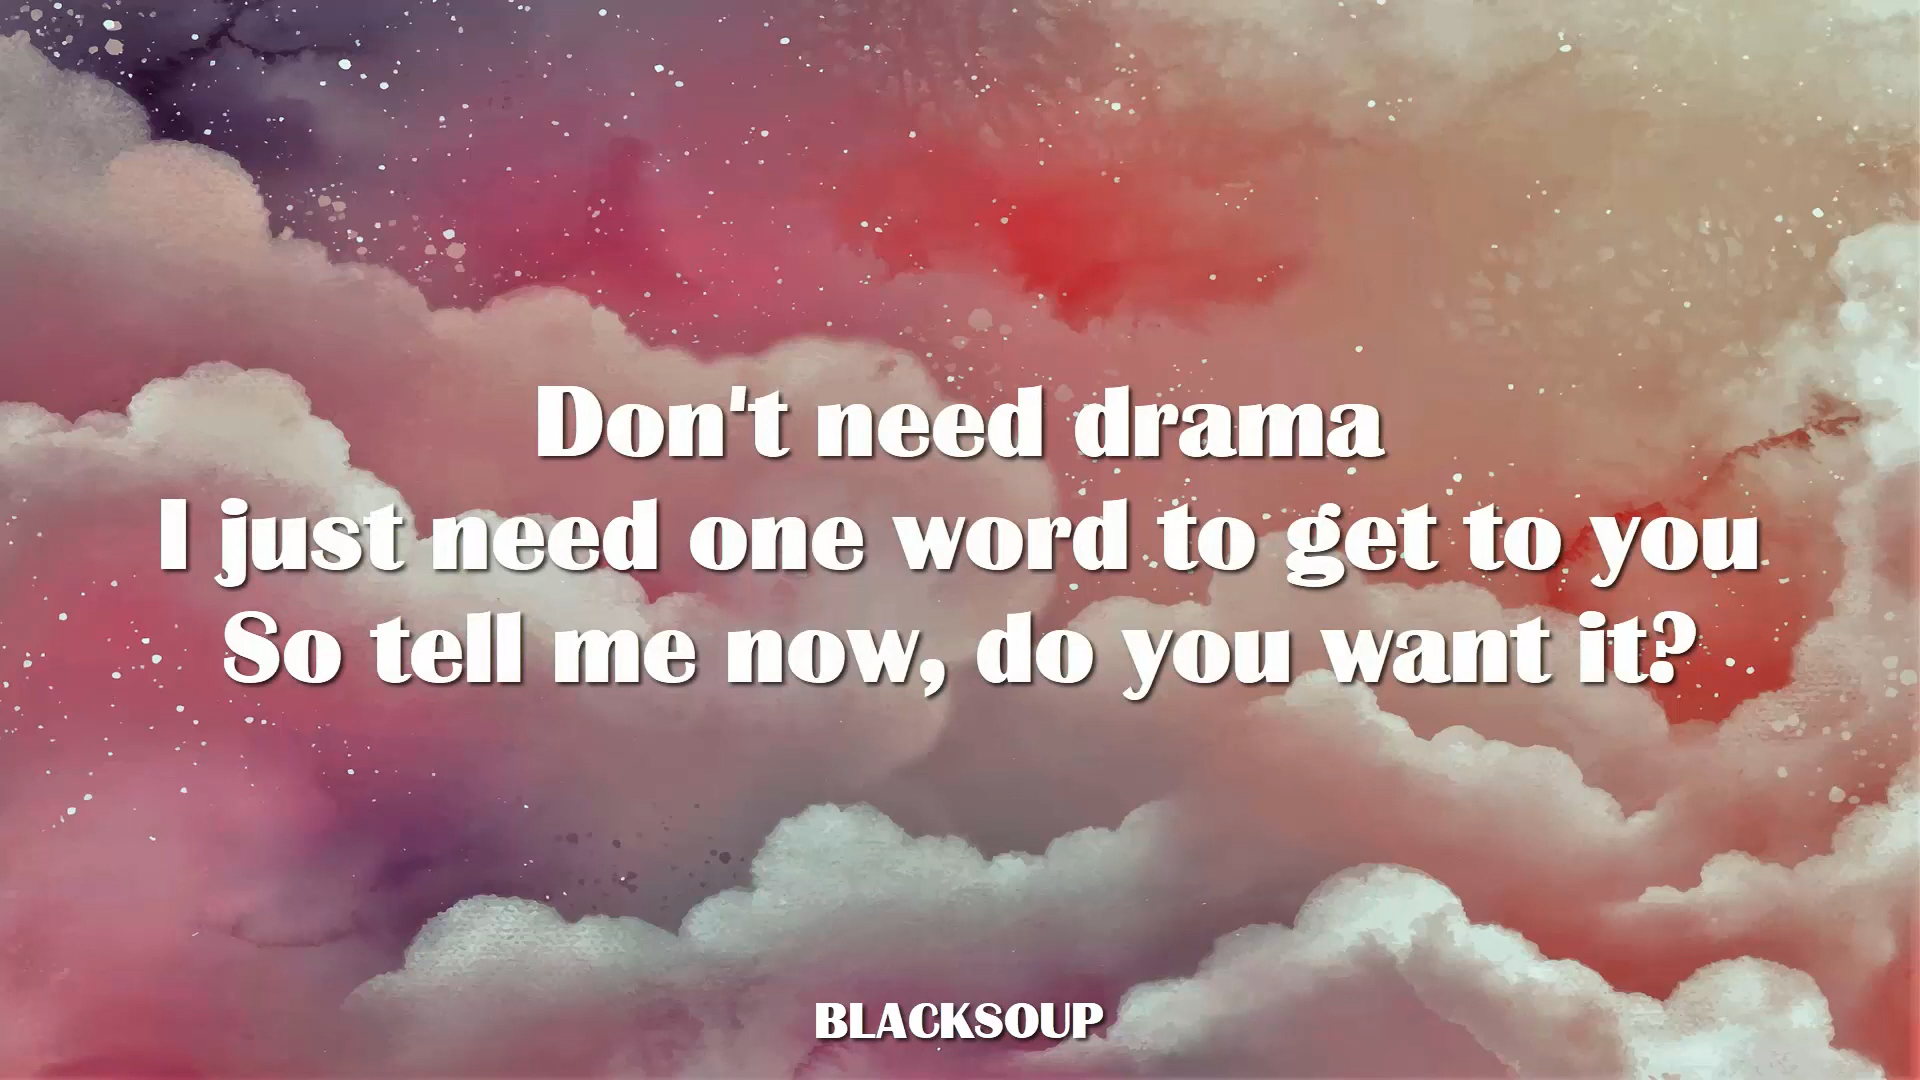 Don't need drama
I just need one word to get to you
So tell me now, do you want it?
BLACKSOUP